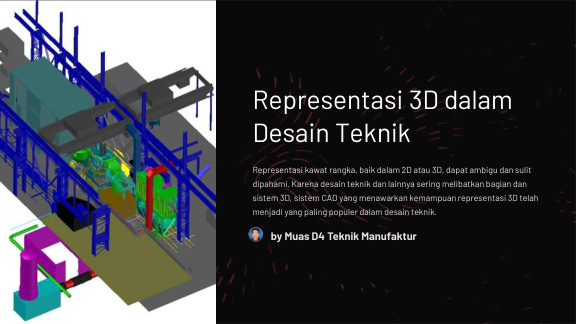 Representasi 3D dalam
Desain Teknik
Representasi kawat rangka, baik dalam 2D atau 3D, dapat ambigu dan sulit
dipahami. Karena desain teknik dan lainnya sering melibatkan bagian dan
sistem 3D, sistem CAD yang menawarkan kemampuan representasi 3D telah
menjadi yang paling populer dalam desain teknik.
by Muas D4 Teknik Manufaktur